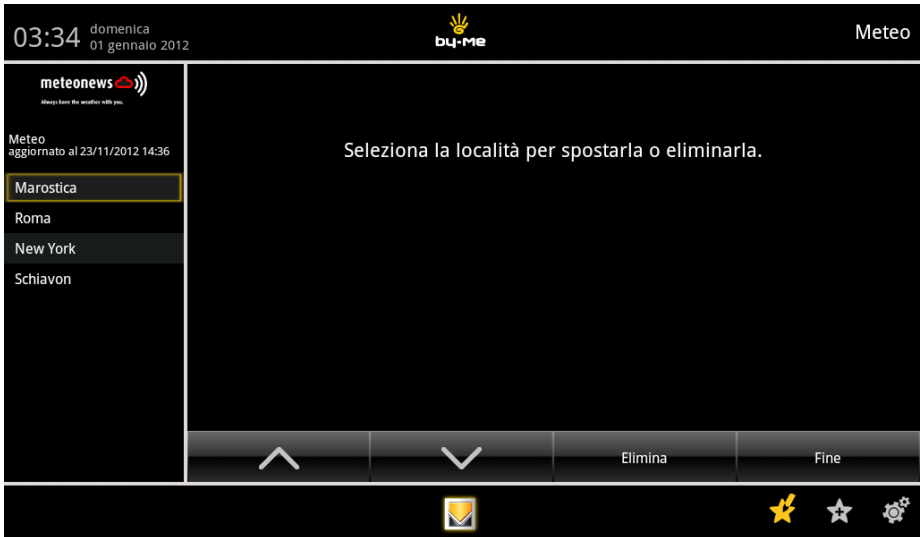 03:34
domenica
01 gennaio 2012
by-me
Meteo
meteonews
Always have the weather with you.
Meteo
aggiornato al 23/11/2012 14:36
Marostica
Roma
New York
Schiavon
Seleziona la località per spostarla o eliminarla.
Elimina
Fine